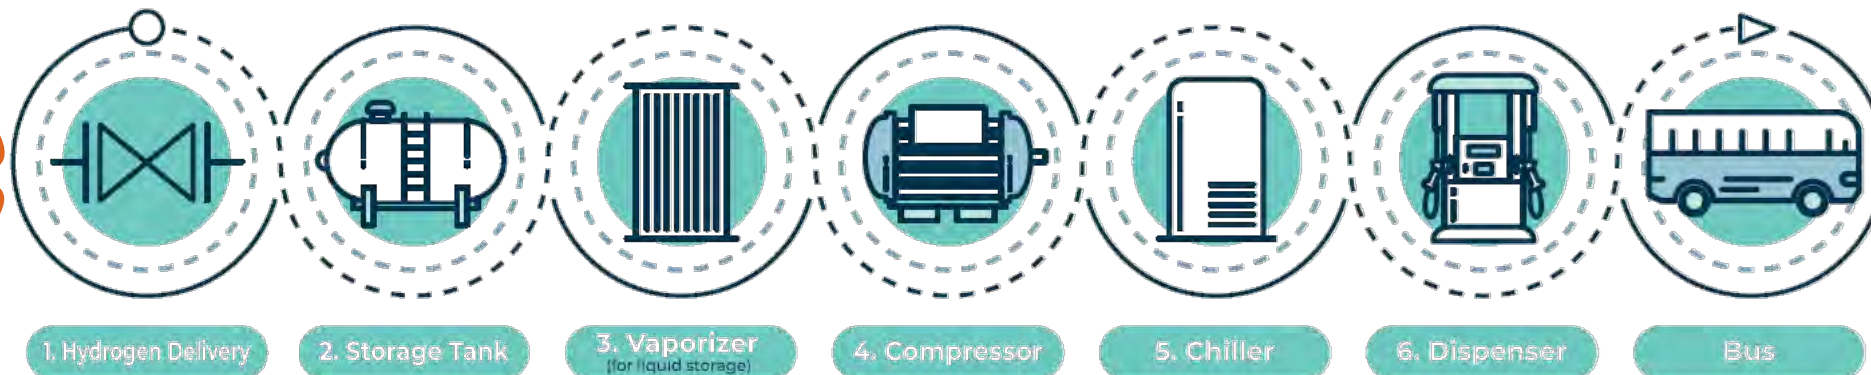 1. Hydrogen Delivery
2. Storage Tank
3. Vaporizer
(for liquid storage)
4. Compressor
5. Chiller
6. Dispenser
Bus